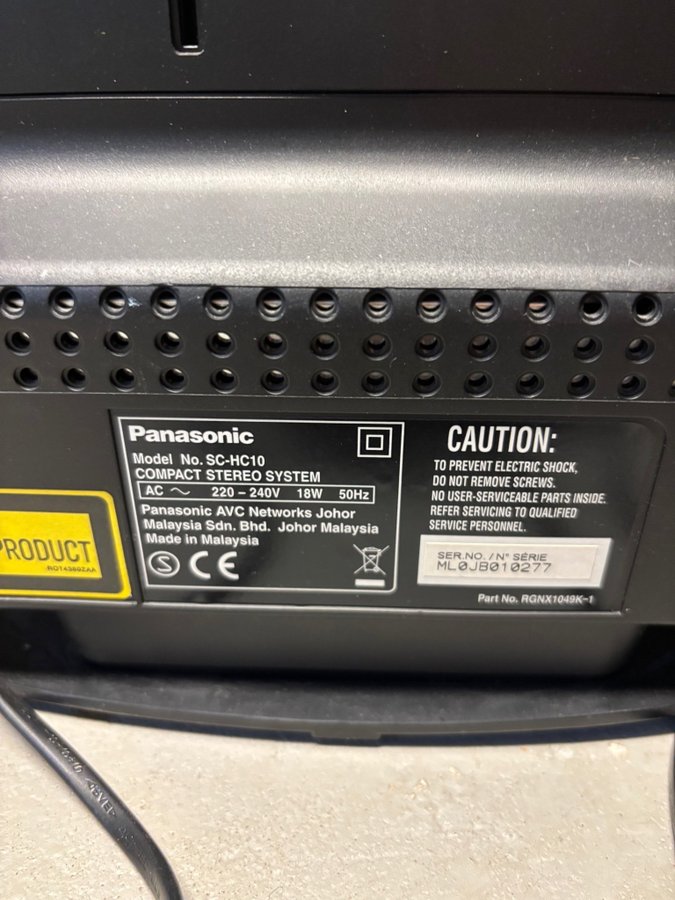 Panasonic
Model No. SC-HC10
COMPACT STEREO SYSTEM
AC ～ 220 – 240V 18W 50Hz
Panasonic AVC Networks Johor
Malaysia Sdn. Bhd. Johor Malaysia
Made in Malaysia
S CE
CAUTION:
TO PREVENT ELECTRIC SHOCK,
DO NOT REMOVE SCREWS.
NO USER-SERVICEABLE PARTS INSIDE.
REFER SERVICING TO QUALIFIED
SERVICE PERSONNEL.
SER.NO./N° SÉRIE
ML0JB010277
Part No. RGNX1049K-1
PRODUCT